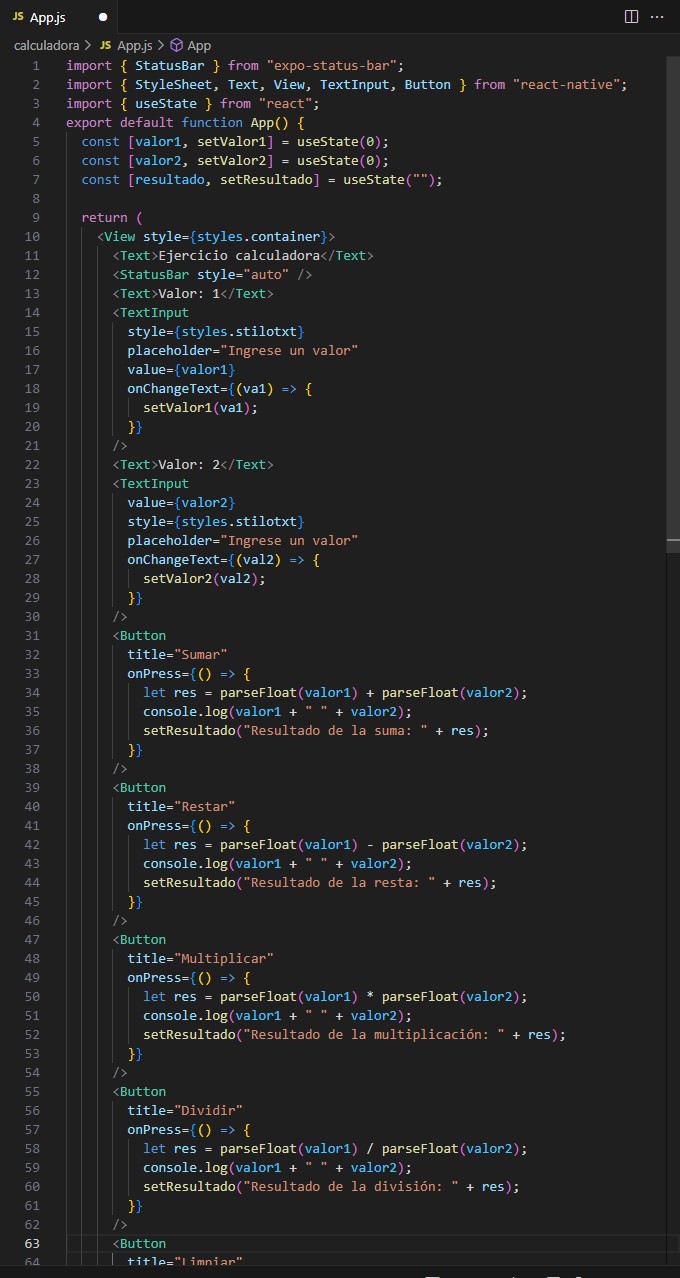 JS App.js
calculadora > JS App.js > App
1 import { StatusBar } from "expo-status-bar";
2 import { StyleSheet, Text, View, TextInput, Button } from "react-native";
3 import { useState } from "react";
4 export default function App() {
5   const [valor1, setValor1] = useState(0);
6   const [valor2, setValor2] = useState(0);
7   const [resultado, setResultado] = useState("");
8
9   return (
10     <View style={styles.container}>
11       <Text>Ejercicio calculadora</Text>
12       <StatusBar style="auto" />
13       <Text>Valor: 1</Text>
14       <TextInput
15         style={styles.stilotxt}
16         placeholder="Ingrese un valor"
17         value={valor1}
18         onChangeText={(va1) => {
19           setValor1(va1);
20         }}
21       />
22       <Text>Valor: 2</Text>
23       <TextInput
24         value={valor2}
25         style={styles.stilotxt}
26         placeholder="Ingrese un valor"
27         onChangeText={(val2) => {
28           setValor2(val2);
29         }}
30       />
31       <Button
32         title="Sumar"
33         onPress={() => {
34           let res = parseFloat(valor1) + parseFloat(valor2);
35           console.log(valor1 + " " + valor2);
36           setResultado("Resultado de la suma: " + res);
37         }}
38       />
39       <Button
40         title="Restar"
41         onPress={() => {
42           let res = parseFloat(valor1) - parseFloat(valor2);
43           console.log(valor1 + " " + valor2);
44           setResultado("Resultado de la resta: " + res);
45         }}
46       />
47       <Button
48         title="Multiplicar"
49         onPress={() => {
50           let res = parseFloat(valor1) * parseFloat(valor2);
51           console.log(valor1 + " " + valor2);
52           setResultado("Resultado de la multiplicación: " + res);
53         }}
54       />
55       <Button
56         title="Dividir"
57         onPress={() => {
58           let res = parseFloat(valor1) / parseFloat(valor2);
59           console.log(valor1 + " " + valor2);
60           setResultado("Resultado de la división: " + res);
61         }}
62       />
63       <Button
64         title="Limpiar"